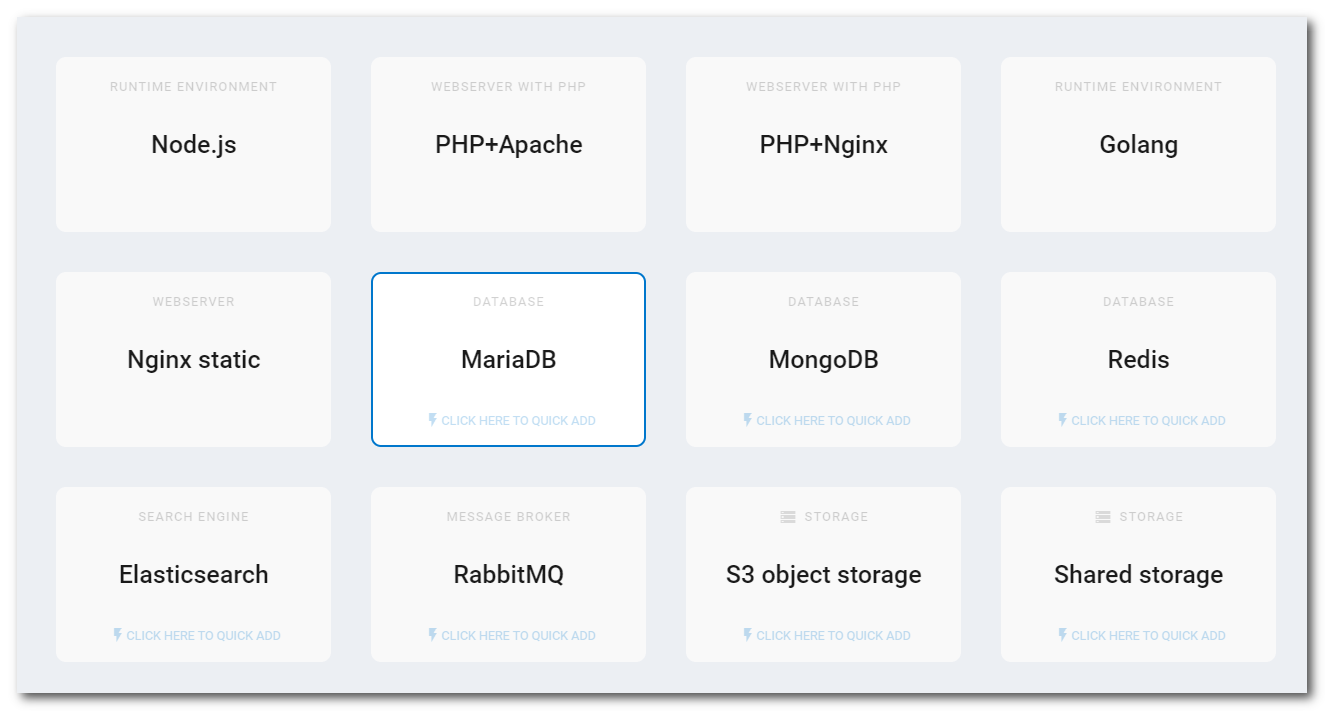 RUNTIME ENVIRONMENT
Node.js
WEBSERVER WITH PHP
PHP+Apache
WEBSERVER WITH PHP
PHP+Nginx
RUNTIME ENVIRONMENT
Golang
WEBSERVER
Nginx static
DATABASE
MariaDB
CLICK HERE TO QUICK ADD
DATABASE
MongoDB
CLICK HERE TO QUICK ADD
DATABASE
Redis
CLICK HERE TO QUICK ADD
SEARCH ENGINE
Elasticsearch
CLICK HERE TO QUICK ADD
MESSAGE BROKER
RabbitMQ
CLICK HERE TO QUICK ADD
STORAGE
S3 object storage
CLICK HERE TO QUICK ADD
STORAGE
Shared storage
CLICK HERE TO QUICK ADD